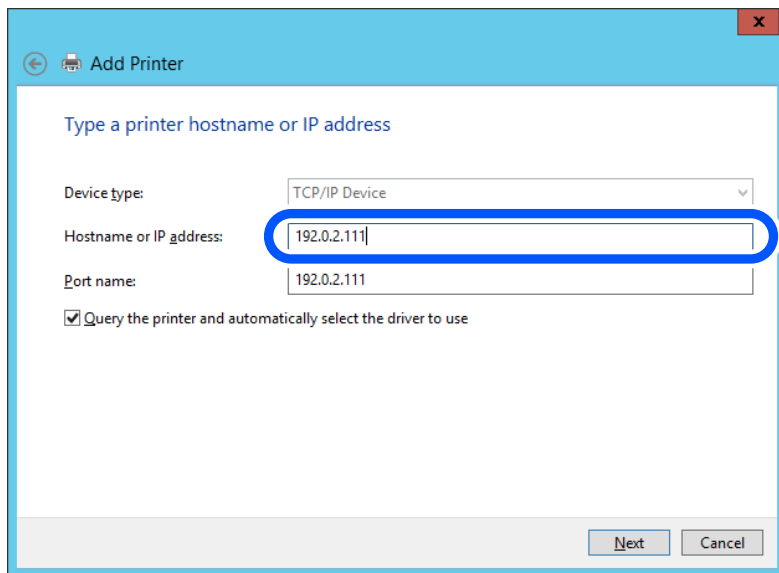 x
Add Printer
Type a printer hostname or IP address
Device type: TCP/IP Device
Hostname or IP address: 192.0.2.111
Port name: 192.0.2.111
Query the printer and automatically select the driver to use
Next Cancel